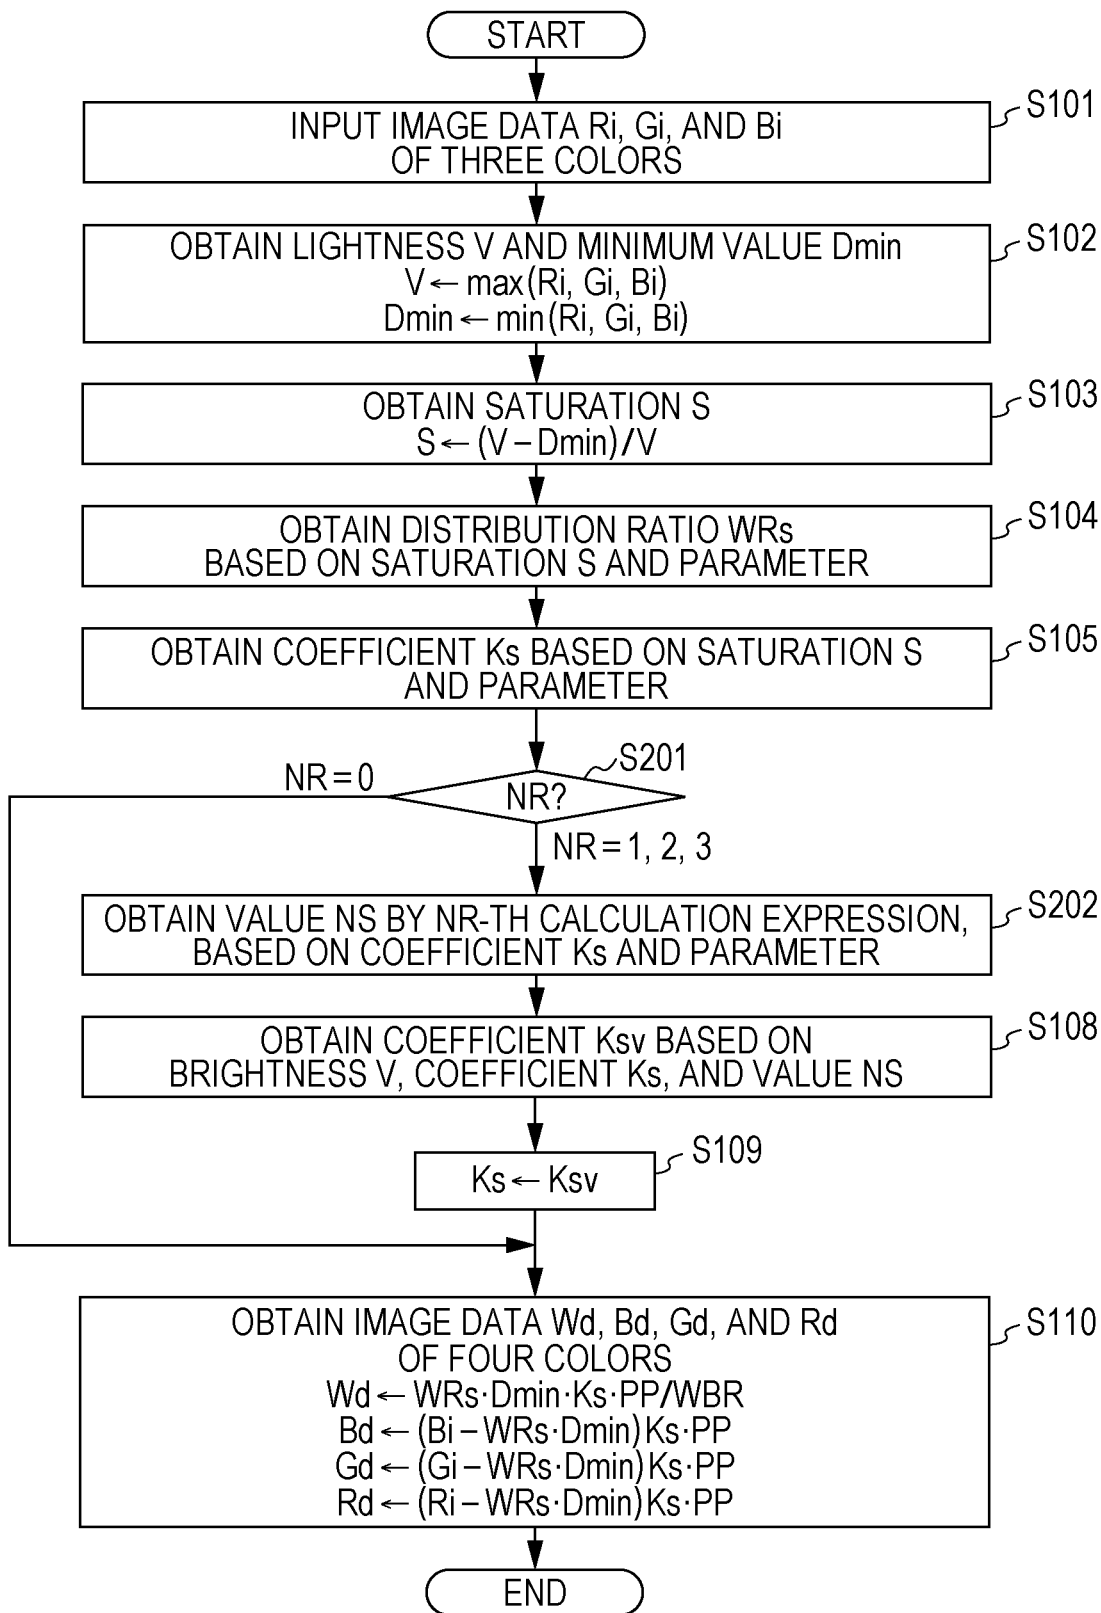 START
S101
INPUT IMAGE DATA Ri, Gi, AND Bi
OF THREE COLORS
S102
OBTAIN LIGHTNESS V AND MINIMUM VALUE Dmin
V ← max(Ri, Gi, Bi)
Dmin ← min(Ri, Gi, Bi)
S103
OBTAIN SATURATION S
S ← (V – Dmin)/V
S104
OBTAIN DISTRIBUTION RATIO WRs
BASED ON SATURATION S AND PARAMETER
S105
OBTAIN COEFFICIENT Ks BASED ON SATURATION S
AND PARAMETER
S201
NR = 0
NR?
NR = 1, 2, 3
S202
OBTAIN VALUE NS BY NR-TH CALCULATION EXPRESSION,
BASED ON COEFFICIENT Ks AND PARAMETER
S108
OBTAIN COEFFICIENT Ksv BASED ON
BRIGHTNESS V, COEFFICIENT Ks, AND VALUE NS
S109
Ks ← Ksv
S110
OBTAIN IMAGE DATA Wd, Bd, Gd, AND Rd
OF FOUR COLORS
Wd ← WRs·Dmin·Ks·PP/WBR
Bd ← (Bi – WRs·Dmin)Ks·PP
Gd ← (Gi – WRs·Dmin)Ks·PP
Rd ← (Ri – WRs·Dmin)Ks·PP
END